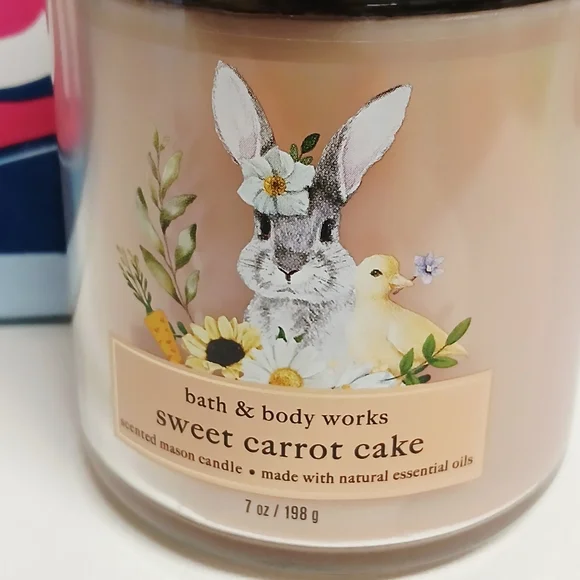 bath & body works
sweet carrot cake
scented mason candle • made with natural essential oils
7 oz / 198 g